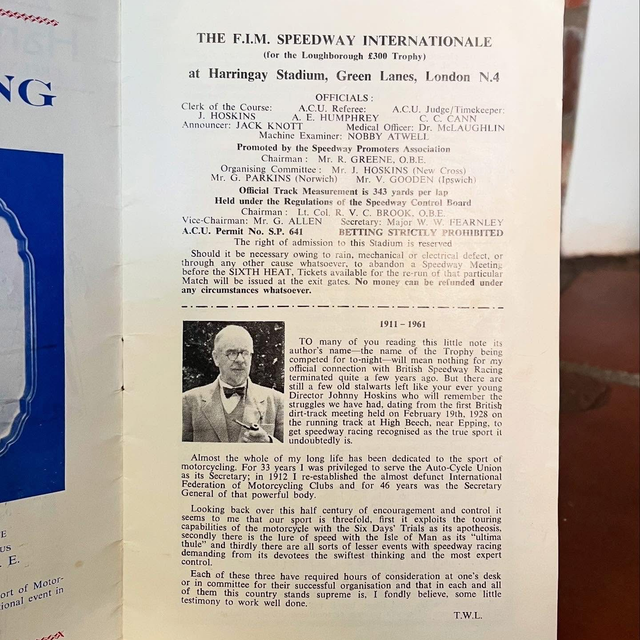 NG
E
US
E.
ort of Motor-
tional event in
THE F.I.M. SPEEDWAY INTERNATIONALE
(for the Loughborough £300 Trophy)
at Harringay Stadium, Green Lanes, London N.4
OFFICIALS :
Clerk of the Course: A.C.U. Referee: A.C.U. Judge/Timekeeper:
J. HOSKINS A. E. HUMPHREY C. C. CANN
Announcer: JACK KNOTT Medical Officer: Dr. McLAUGHLIN
Machine Examiner: NOBBY ATWELL
Promoted by the Speedway Promoters Association
Chairman : Mr. R. GREENE, O.B.E.
Organising Committee : Mr. J. HOSKINS (New Cross)
Mr. G. PARKINS (Norwich) Mr. V. GOODEN (Ipswich)
Official Track Measurement is 343 yards per lap
Held under the Regulations of the Speedway Control Board
Chairman : Lt. Col. R. V. C. BROOK, O.B.E.
Vice-Chairman: Mr. G. ALLEN Secretary: Major W. W. FEARNLEY
A.C.U. Permit No. S.P. 641 BETTING STRICTLY PROHIBITED
The right of admission to this Stadium is reserved
Should it be necessary owing to rain, mechanical or electrical defect, or
through any other cause whatsoever, to abandon a Speedway Meeting
before the SIXTH HEAT, Tickets available for the re-run of that particular
Match will be issued at the exit gates. No money can be refunded under
any circumstances whatsoever.
1911 – 1961
TO many of you reading this little note its
author's name—the name of the Trophy being
competed for to-night—will mean nothing for my
official connection with British Speedway Racing
terminated quite a few years ago. But there are
still a few old stalwarts left like your ever young
Director Johnny Hoskins who will remember the
struggles we have had, dating from the first British
dirt-track meeting held on February 19th, 1928 on
the running track at High Beech, near Epping, to
get speedway racing recognised as the true sport it
undoubtedly is.
Almost the whole of my long life has been dedicated to the sport of
motorcycling. For 33 years I was privileged to serve the Auto-Cycle Union
as its Secretary; in 1912 I re-established the almost defunct International
Federation of Motorcycling Clubs and for 46 years was the Secretary
General of that powerful body.
Looking back over this half century of encouragement and control it
seems to me that our sport is threefold, first it exploits the touring
capabilities of the motorcycle with the Six Days' Trials as its apotheosis,
secondly there is the lure of speed with the Isle of Man as its "ultima
thule" and thirdly there are all sorts of lesser events with speedway racing
demanding from its devotees the swiftest thinking and the most expert
control.
Each of these three have required hours of consideration at one's desk
or in committee for their successful organisation and that in each and all
of them this country stands supreme is, I fondly believe, some little
testimony to work well done.
T.W.L.